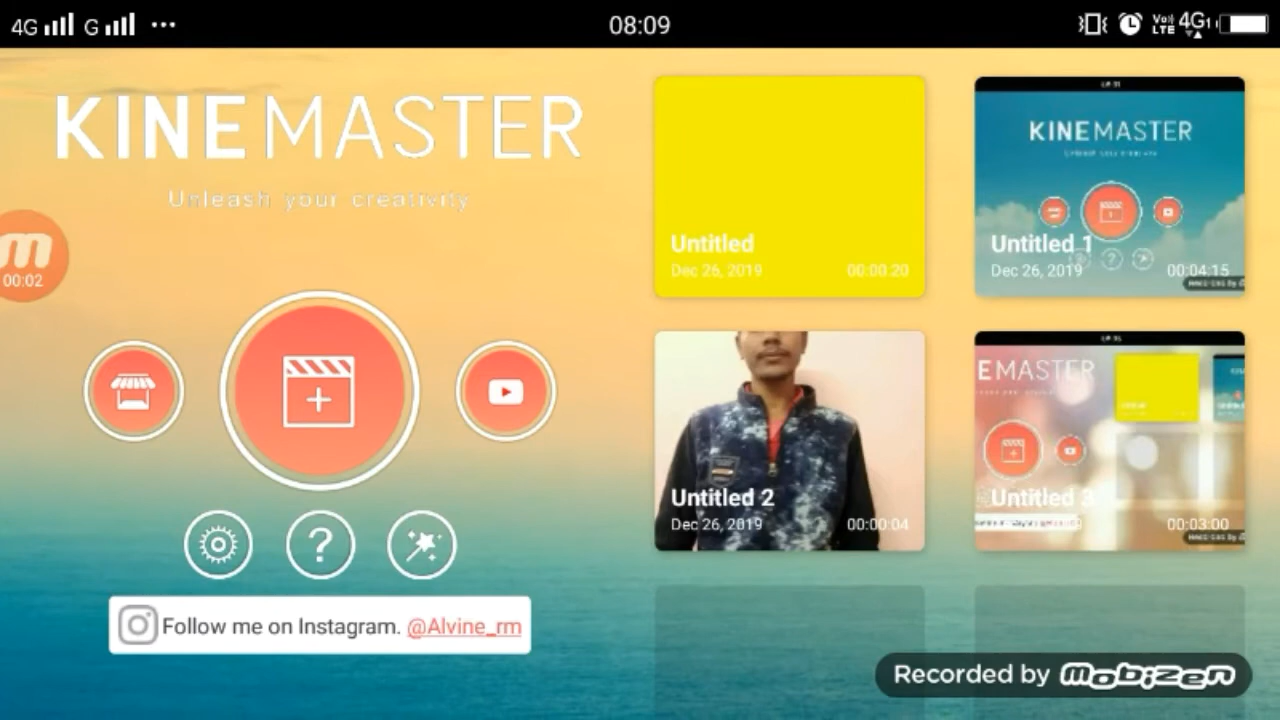 4G G ... 08:09 VoLTE 4G
KINEMASTER
Unleash your creativity
00:02
Follow me on Instagram. @Alvine_rm
Untitled
Dec 26, 2019 00:00:20
KINEMASTER
Untitled 1
Dec 26, 2019 00:04:15
Untitled 2
Dec 26, 2019 00:00:04
EMASTER
Untitled 3
00:03:00
Recorded by mobizen